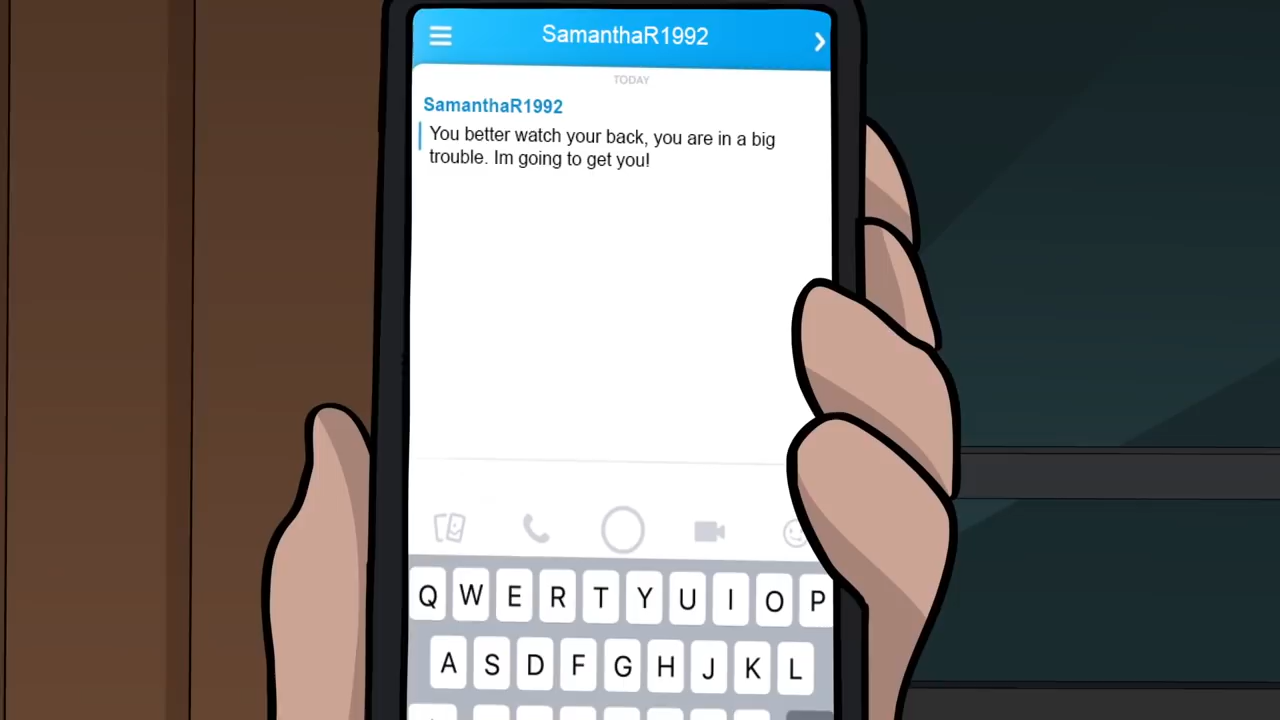 SamanthaR1992
TODAY
SamanthaR1992
You better watch your back, you are in a big
trouble. Im going to get you!
Q W E R T Y U I O P
A S D F G H J K L